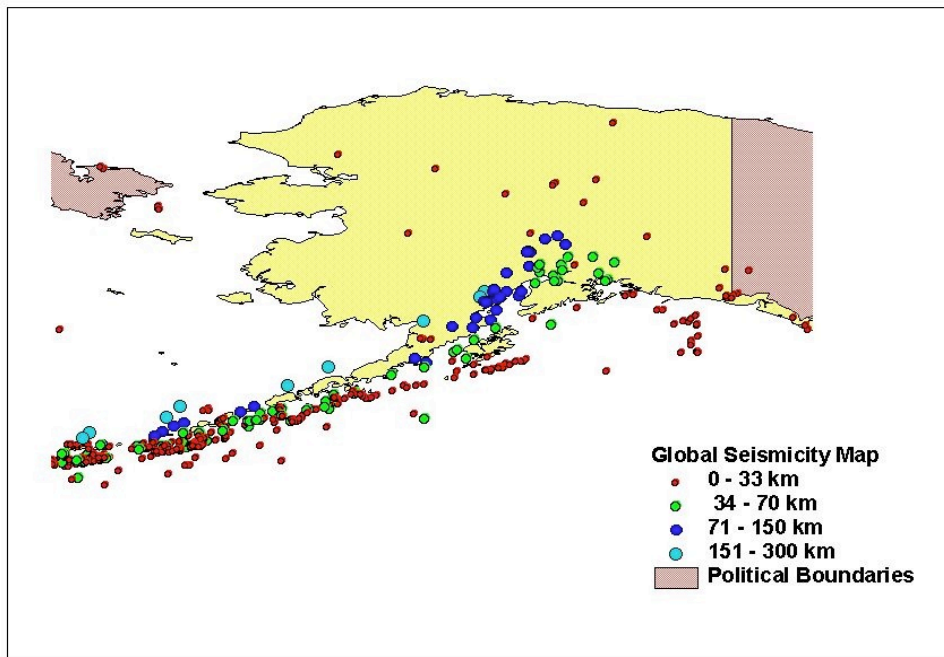 Global Seismicity Map
0 - 33 km
34 - 70 km
71 - 150 km
151 - 300 km
Political Boundaries